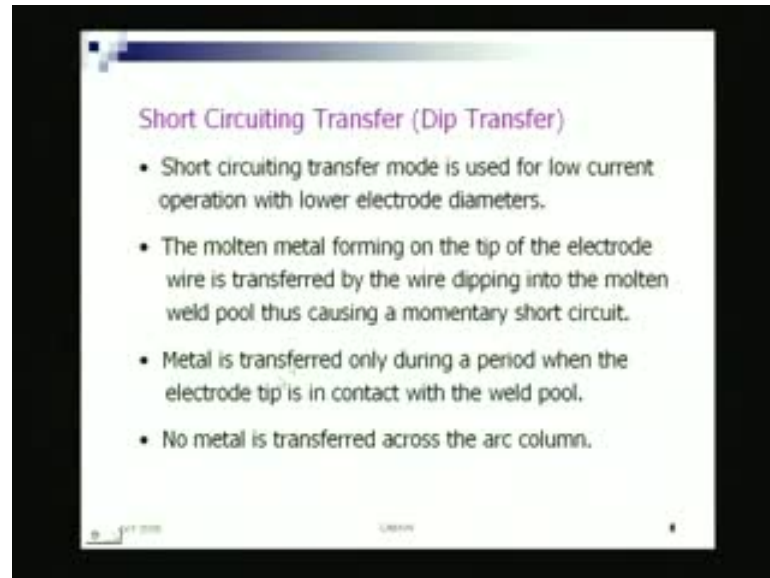 Short Circuiting Transfer (Dip Transfer)
• Short circuiting transfer mode is used for low current
operation with lower electrode diameters.
• The molten metal forming on the tip of the electrode
wire is transferred by the wire dipping into the molten
weld pool thus causing a momentary short circuit.
• Metal is transferred only during a period when the
electrode tip is in contact with the weld pool.
• No metal is transferred across the arc column.